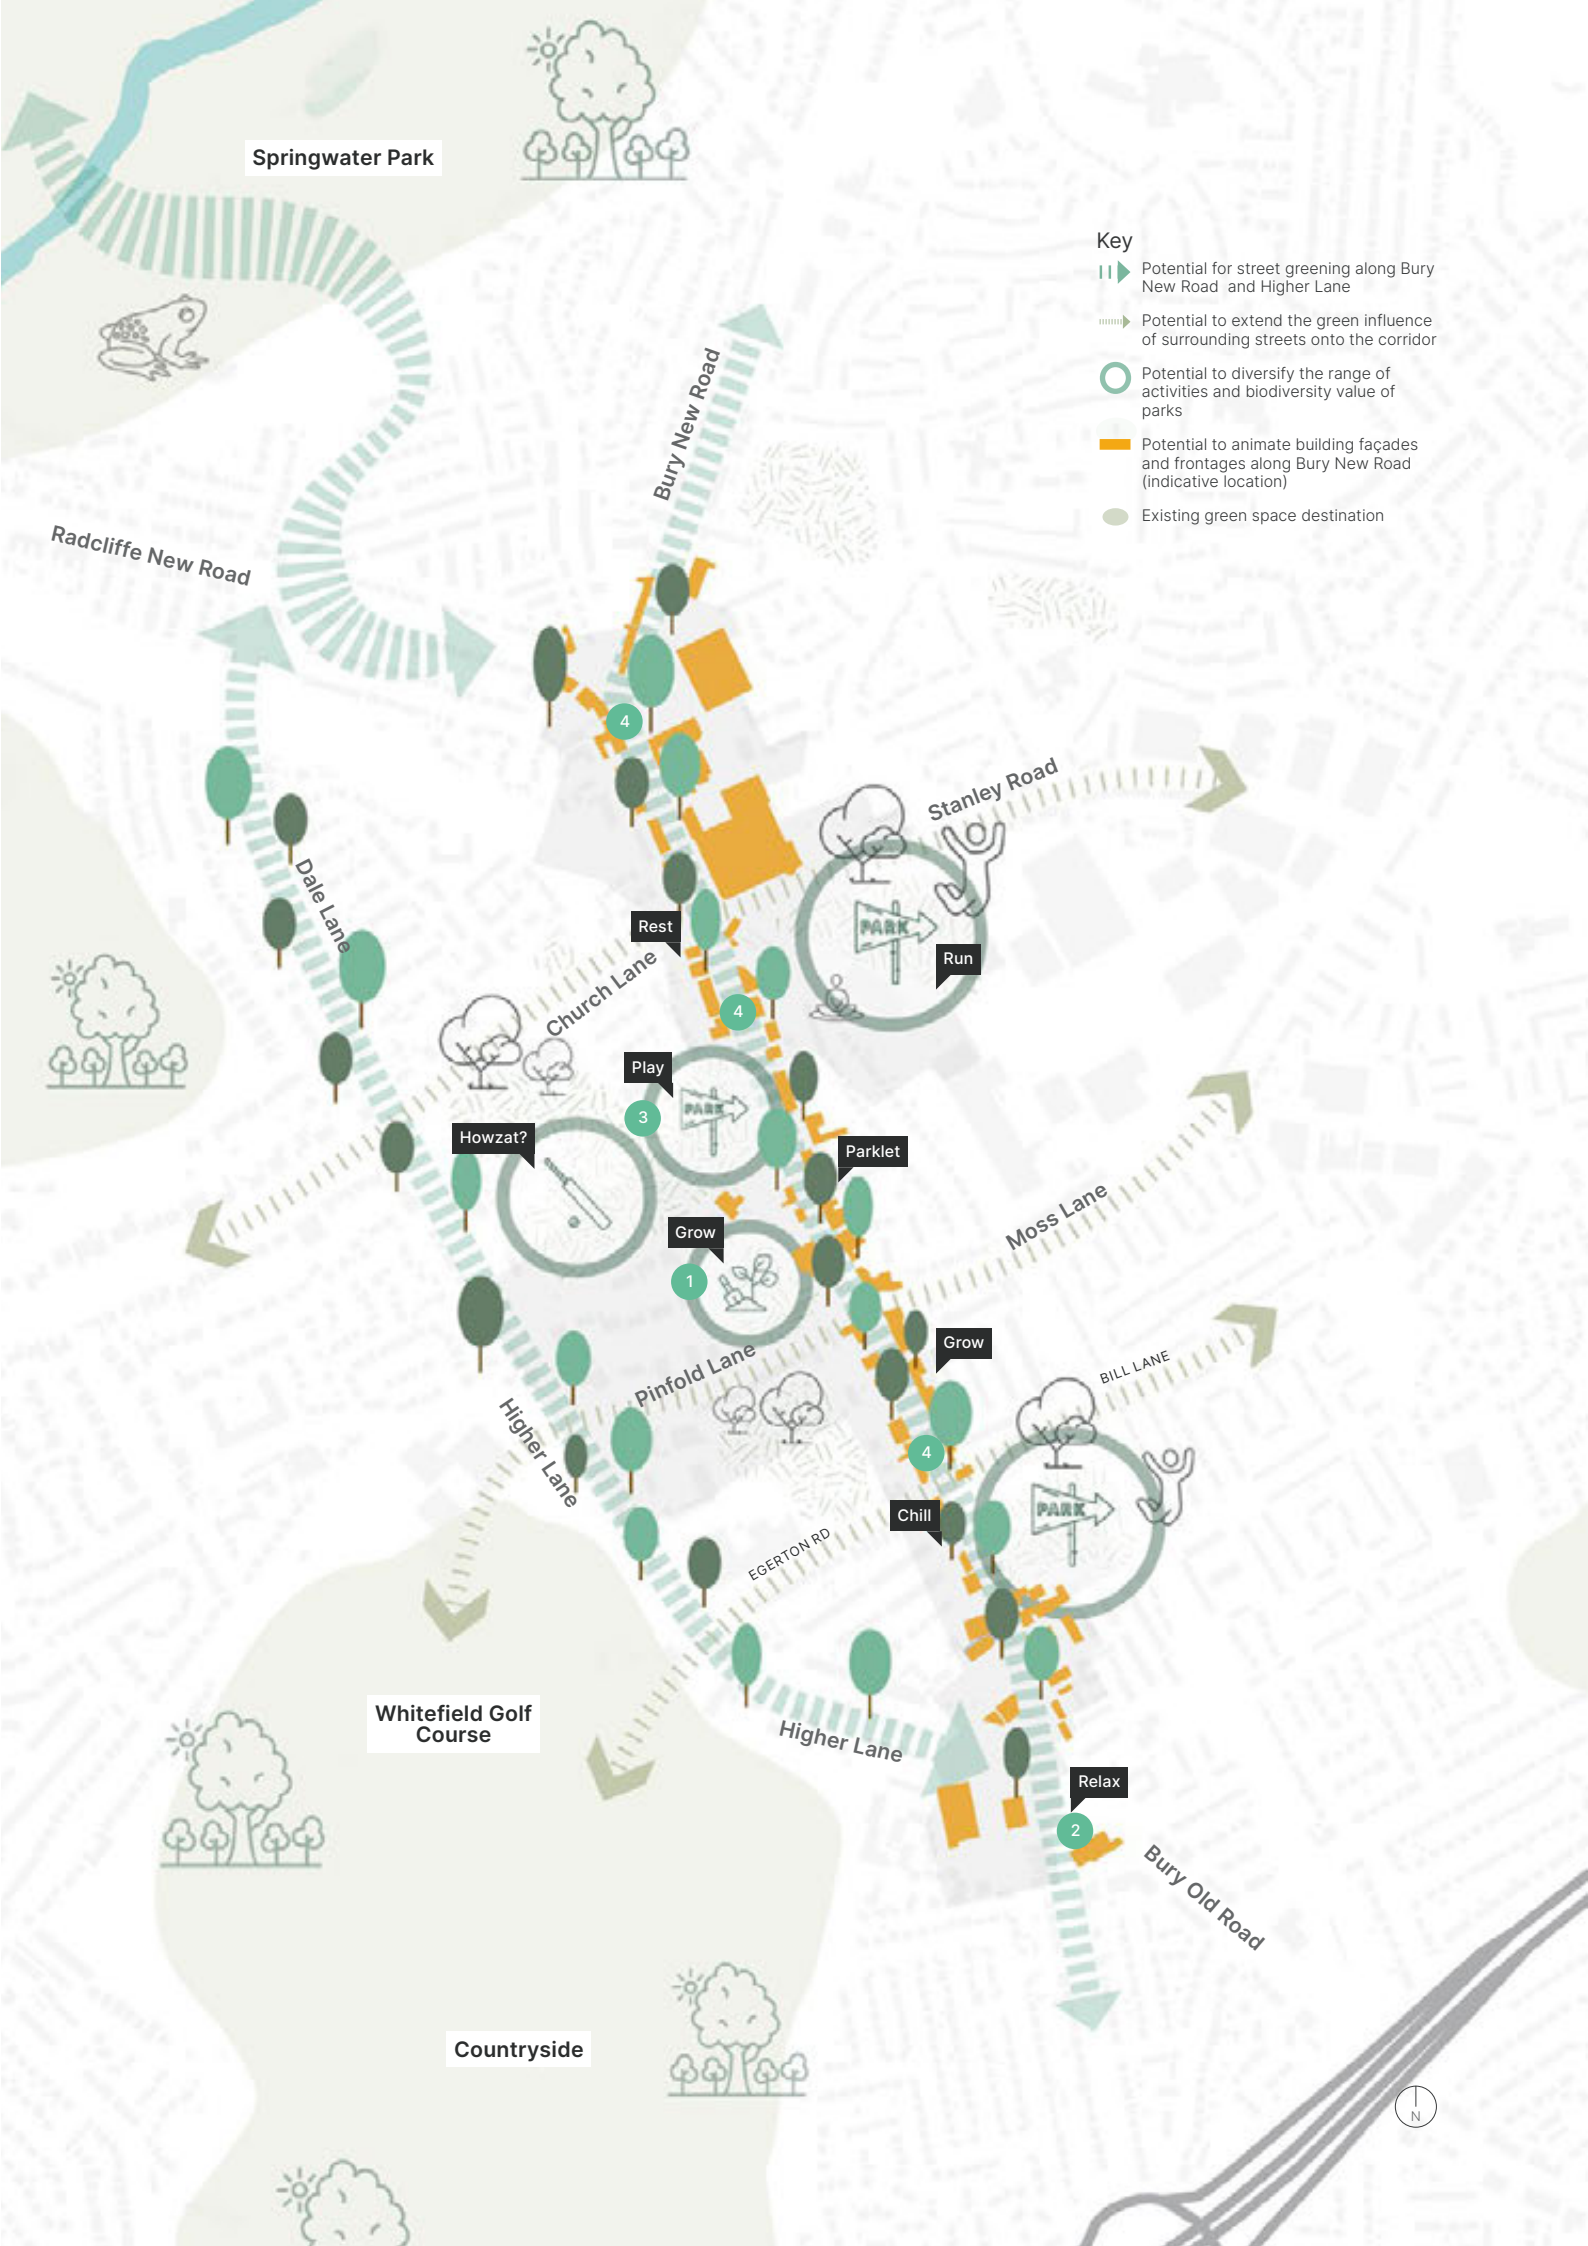 Springwater Park
Key
Potential for street greening along Bury
New Road and Higher Lane
Potential to extend the green influence
of surrounding streets onto the corridor
Potential to diversify the range of
activities and biodiversity value of
parks
Potential to animate building façades
and frontages along Bury New Road
(indicative location)
Existing green space destination
Bury New Road
Radcliffe New Road
4
Stanley Road
Dale Lane
PARK
Rest
Run
Church Lane
4
Play
PARK
3
Howzat?
Parklet
Moss Lane
Grow
1
Grow
Pinfold Lane
BILL LANE
Higher Lane
4
PARK
Chill
EGERTON RD
Whitefield Golf
Course
Higher Lane
Relax
2
Bury Old Road
Countryside
N